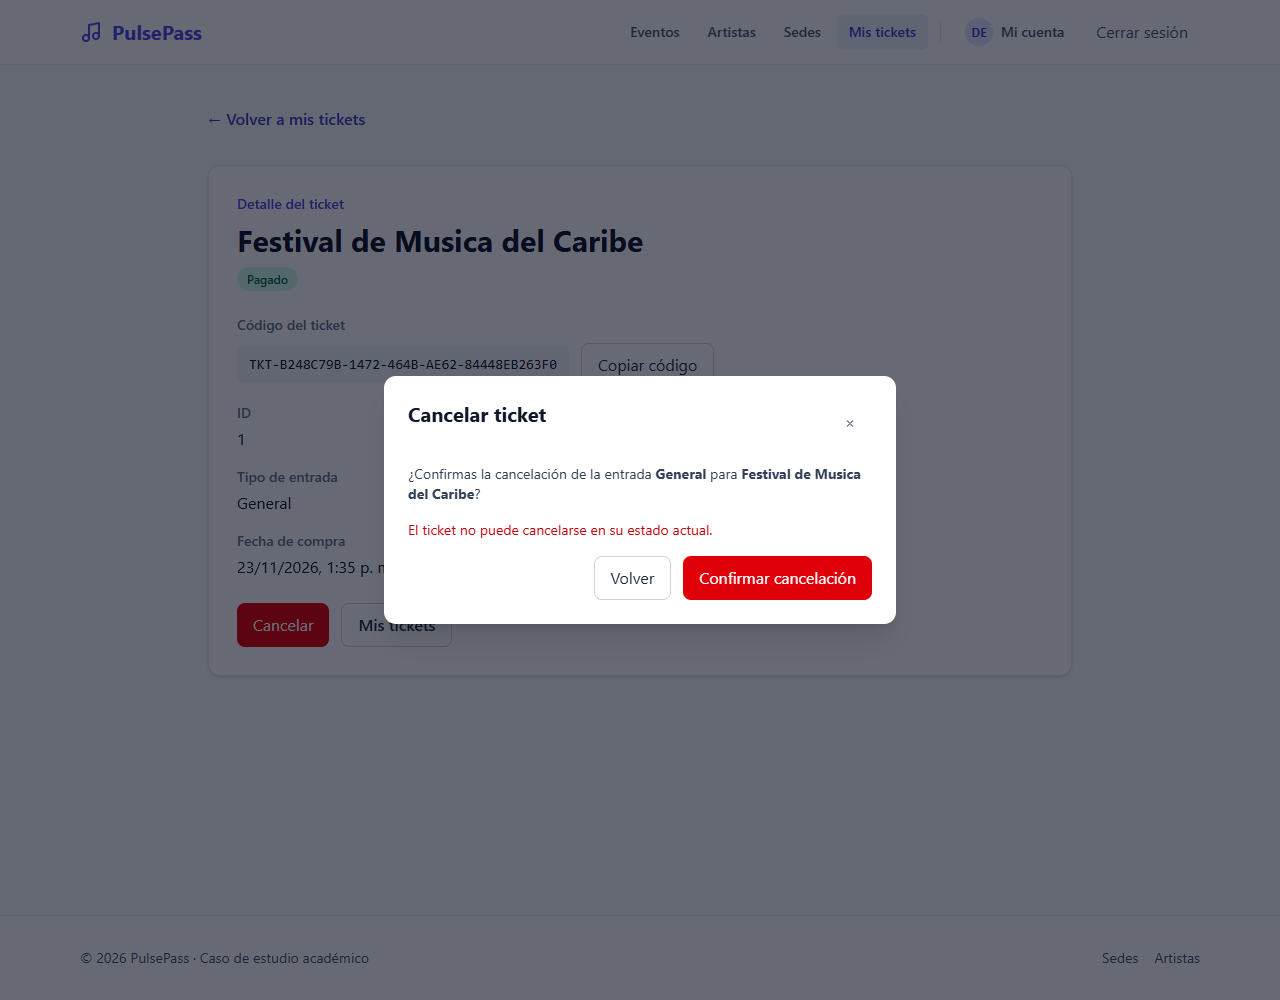 PulsePass
Eventos
Artistas
Sedes
Mis tickets
DE
Mi cuenta
Cerrar sesión
← Volver a mis tickets
Detalle del ticket
Festival de Musica del Caribe
Pagado
Código del ticket
TKT-B248C79B-1472-464B-AE62-84448EB263F0
Copiar código
ID
1
Tipo de entrada
General
Fecha de compra
23/11/2026, 1:35 p.
Cancelar
Mis tickets
Cancelar ticket
×
¿Confirmas la cancelación de la entrada General para Festival de Musica
del Caribe?
El ticket no puede cancelarse en su estado actual.
Volver
Confirmar cancelación
© 2026 PulsePass · Caso de estudio académico
Sedes
Artistas